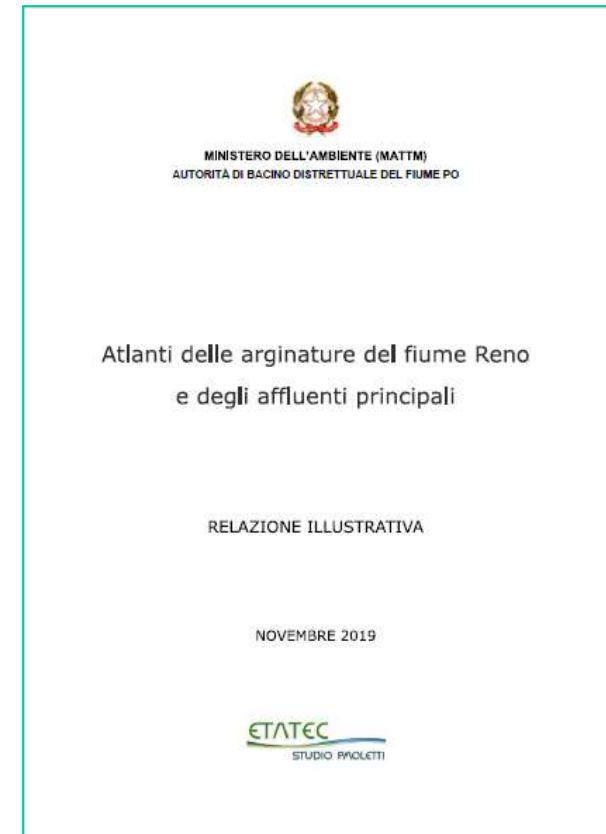 MINISTERO DELL'AMBIENTE (MATTM)
AUTORITÀ DI BACINO DISTRETTUALE DEL FIUME PO
Atlanti delle arginature del fiume Reno
e degli affluenti principali
RELAZIONE ILLUSTRATIVA
NOVEMBRE 2019
ETATEC
STUDIO PAOLETTI